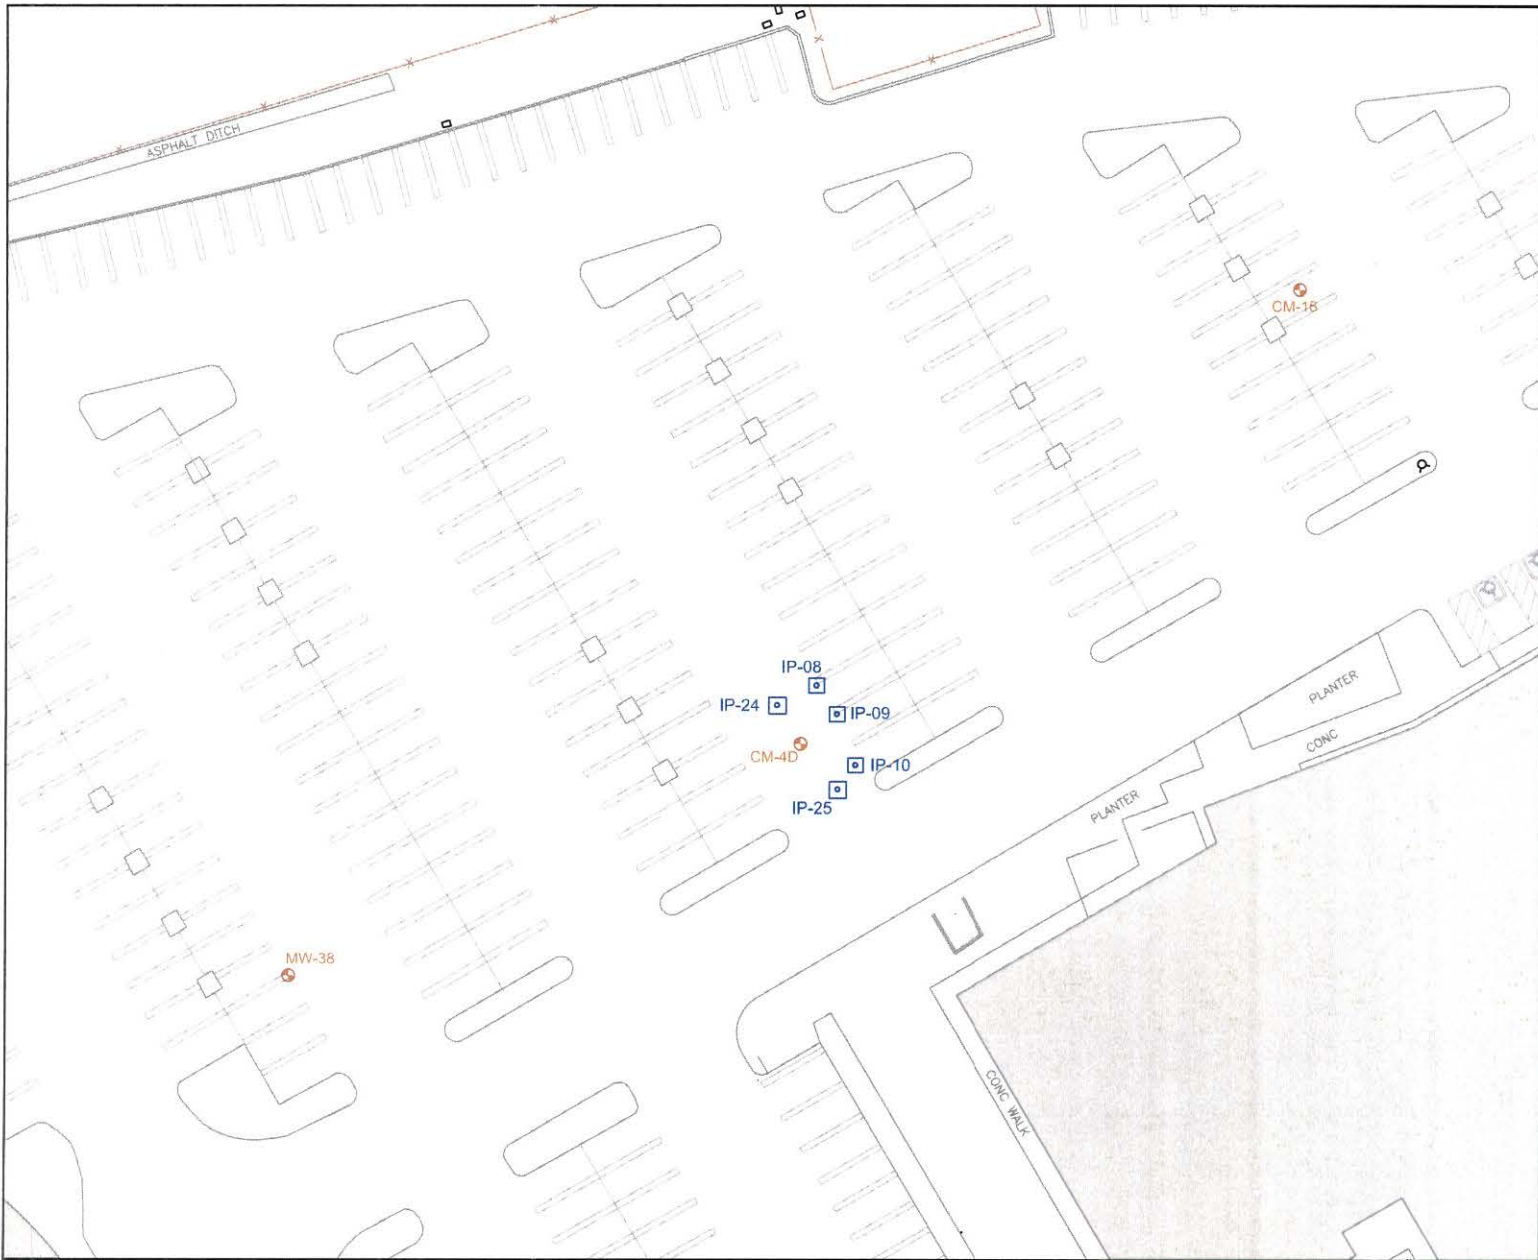 ASPHALT DITCH
CM-18
IP-08
IP-24
IP-09
CM-4D
IP-10
IP-25
PLANTER
CONC
PLANTER
MW-38
CONC WALK